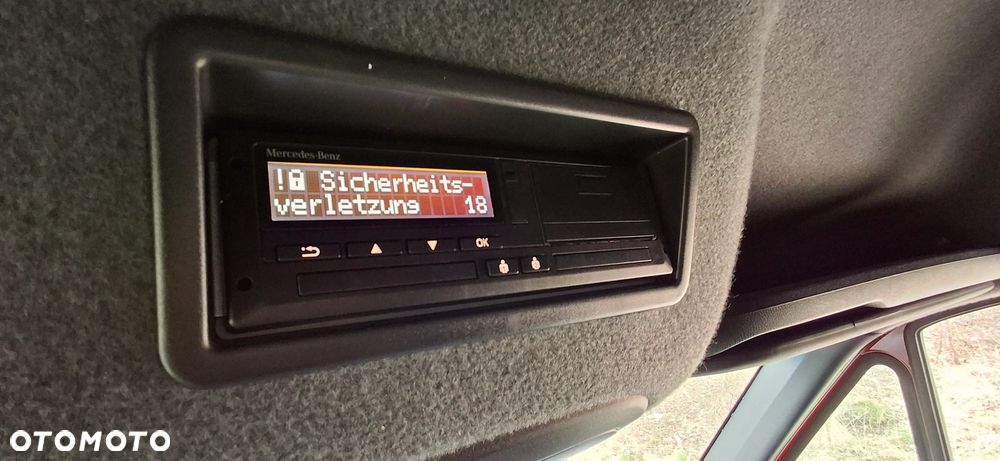 Mercedes-Benz
! Sicherheits-
verletzung 18
OK
OTOMOTO